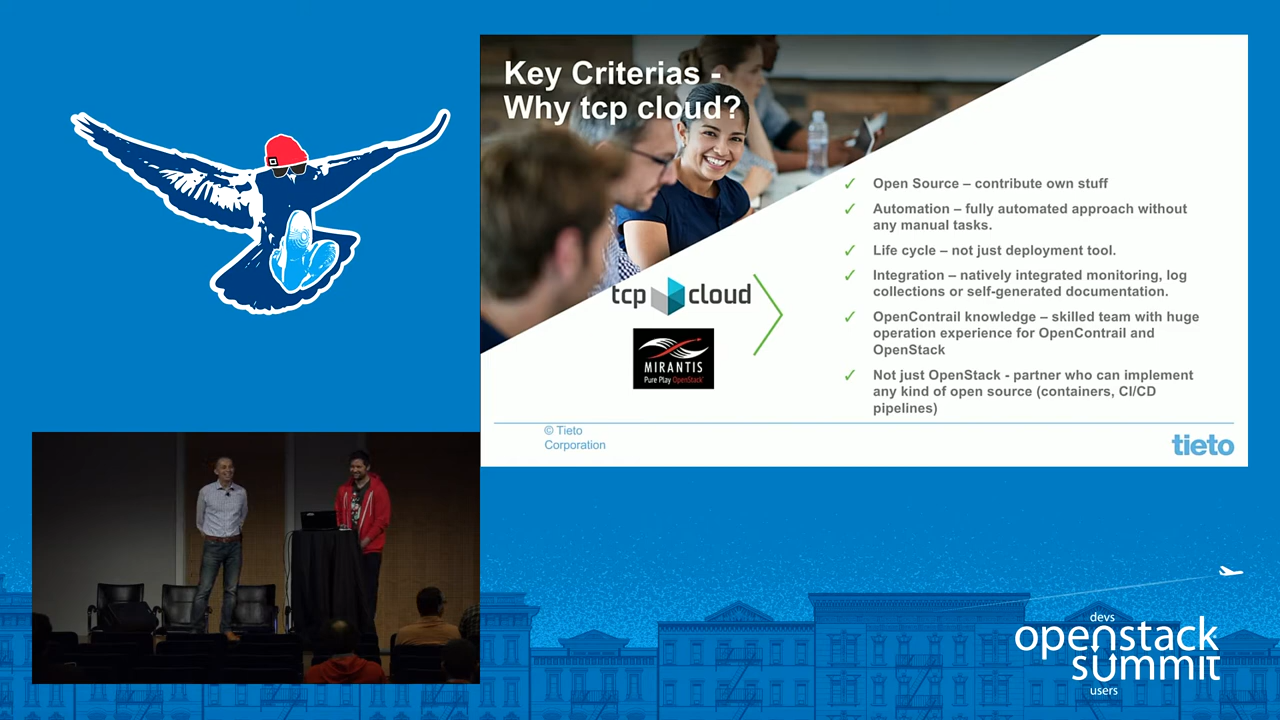 Key Criterias -
Why tcp cloud?
✓ Open Source – contribute own stuff
✓ Automation – fully automated approach without
any manual tasks.
✓ Life cycle – not just deployment tool.
✓ Integration – natively integrated monitoring, log
collections or self-generated documentation.
✓ OpenContrail knowledge – skilled team with huge
operation experience for OpenContrail and
OpenStack
✓ Not just OpenStack - partner who can implement
any kind of open source (containers, CI/CD
pipelines)
tcp cloud
MIRANTIS
Pure Play OpenStack!
© Tieto
Corporation
tieto
devs
openstack
summit
users